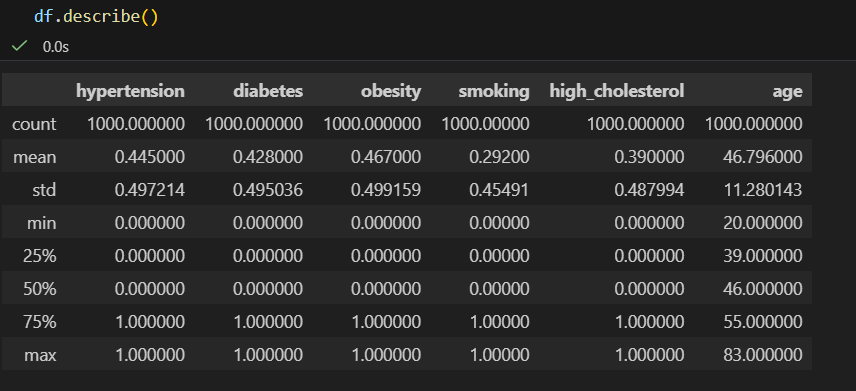 df.describe()
0.0s
hypertension diabetes obesity smoking high_cholesterol age
count 1000.000000 1000.000000 1000.000000 1000.00000 1000.000000 1000.000000
mean 0.445000 0.428000 0.467000 0.29200 0.390000 46.796000
std 0.497214 0.495036 0.499159 0.45491 0.487994 11.280143
min 0.000000 0.000000 0.000000 0.00000 0.000000 20.000000
25% 0.000000 0.000000 0.000000 0.00000 0.000000 39.000000
50% 0.000000 0.000000 0.000000 0.00000 0.000000 46.000000
75% 1.000000 1.000000 1.000000 1.00000 1.000000 55.000000
max 1.000000 1.000000 1.000000 1.00000 1.000000 83.000000